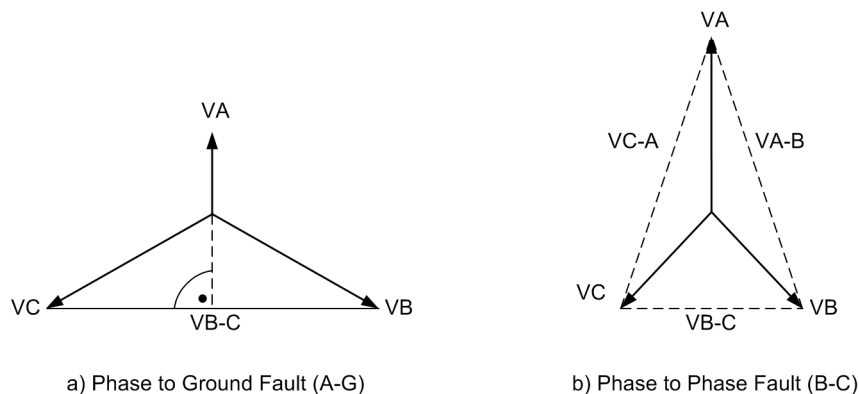 VA
VC
VB
VB-C
a) Phase to Ground Fault (A-G)
VA
VC-A
VA-B
VC
VB
VB-C
b) Phase to Phase Fault (B-C)